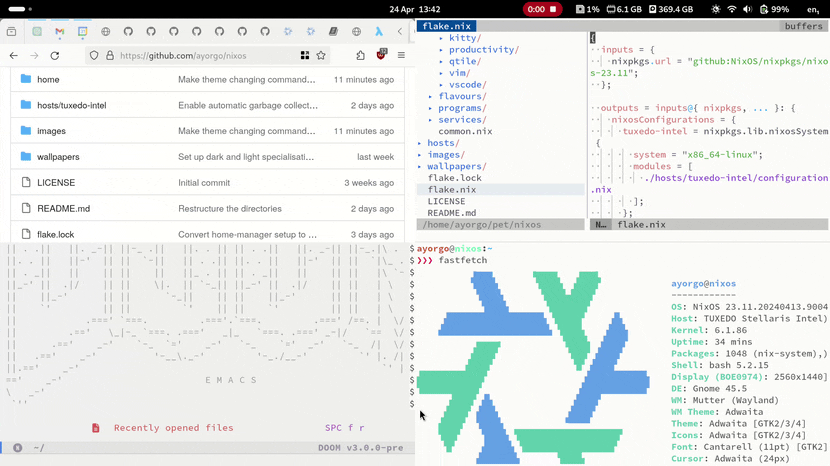 24 Apr 13:42
0:00
1%
6.1 GB
369.4 GB
99%
en₁
https://github.com/ayorgo/nixos
home Make theme changing command… 11 minutes ago
hosts/tuxedo-intel Enable automatic garbage collect… 2 days ago
images Make theme changing command… 11 minutes ago
wallpapers Set up dark and light specialisati… last week
LICENSE Initial commit 3 weeks ago
README.md Restructure the directories 2 days ago
flake.lock Convert home-manager setup to … 2 days ago
E M A C S
Recently opened files SPC f r
~/ DOOM v3.0.0-pre
flake.nix buffers
▸ kitty/
▸ productivity/
▸ qtile/
▸ vim/
▸ vscode/
▸ flavours/
▸ programs/
▸ services/
common.nix
▸ hosts/
▸ images/
▸ wallpapers/
flake.lock
flake.nix
LICENSE
README.md
/home/ayorgo/pet/nixos
{
inputs = {
nixpkgs.url = "github:NixOS/nixpkgs/nixo
s-23.11";
};
outputs = inputs@{ nixpkgs, ... }: {
nixosConfigurations = {
tuxedo-intel = nixpkgs.lib.nixosSystem
{
system = "x86_64-linux";
modules = [
./hosts/tuxedo-intel/configuration
.nix
];
};
N… flake.nix
ayorgo@nixos:~
❯❯❯ fastfetch
ayorgo@nixos
------------
OS: NixOS 23.11.20240413.9004
Host: TUXEDO Stellaris Intel)
Kernel: 6.1.86
Uptime: 34 mins
Packages: 1048 (nix-system),)
Shell: bash 5.2.15
Display (BOE0974): 2560x1440]
DE: Gnome 45.5
WM: Mutter (Wayland)
WM Theme: Adwaita
Theme: Adwaita [GTK2/3/4]
Icons: Adwaita [GTK2/3/4]
Font: Cantarell (11pt) [GTK2]
Cursor: Adwaita (24px)